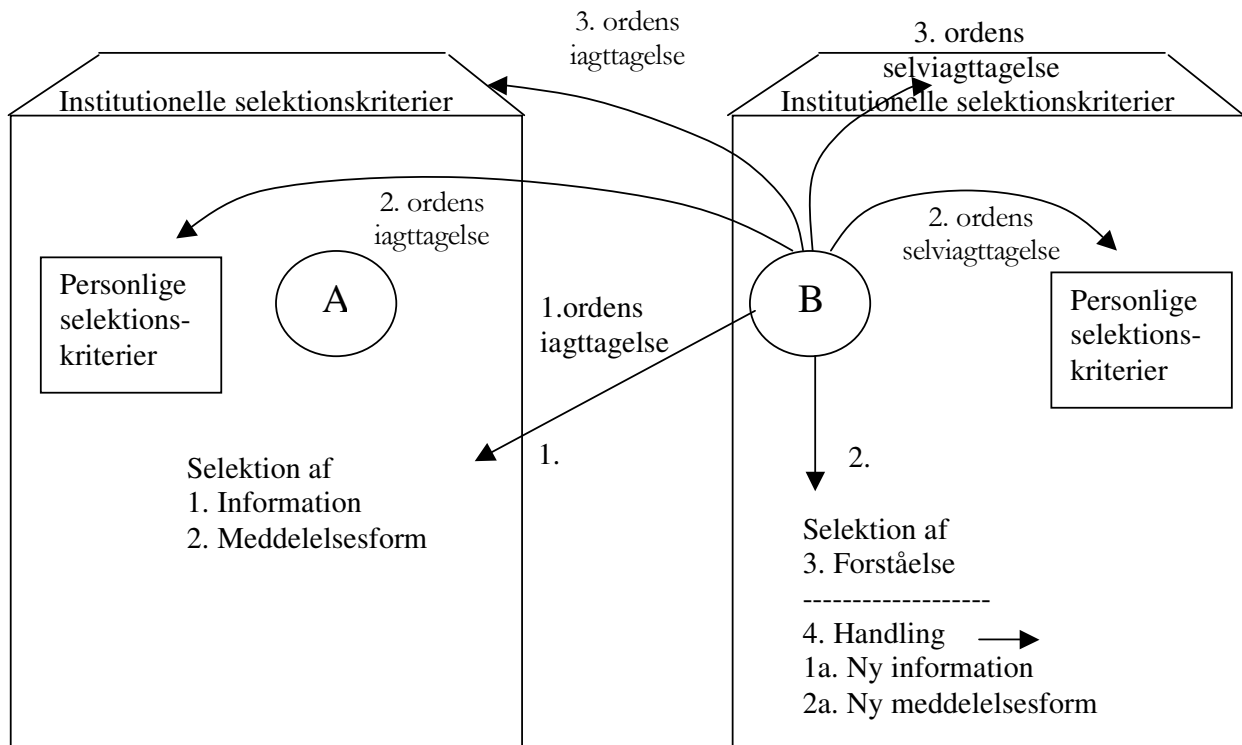 3. ordens
iagttagelse
3. ordens
selviagttagelse
Institutionelle selektionskriterier
Institutionelle selektionskriterier
2. ordens
iagttagelse
2. ordens
selviagttagelse
Personlige
selektions-
kriterier
A
1.ordens
iagttagelse
B
Personlige
selektions-
kriterier
1.
2.
Selektion af
1. Information
2. Meddelelsesform
Selektion af
3. Forståelse
-------------------
4. Handling
1a. Ny information
2a. Ny meddelelsesform